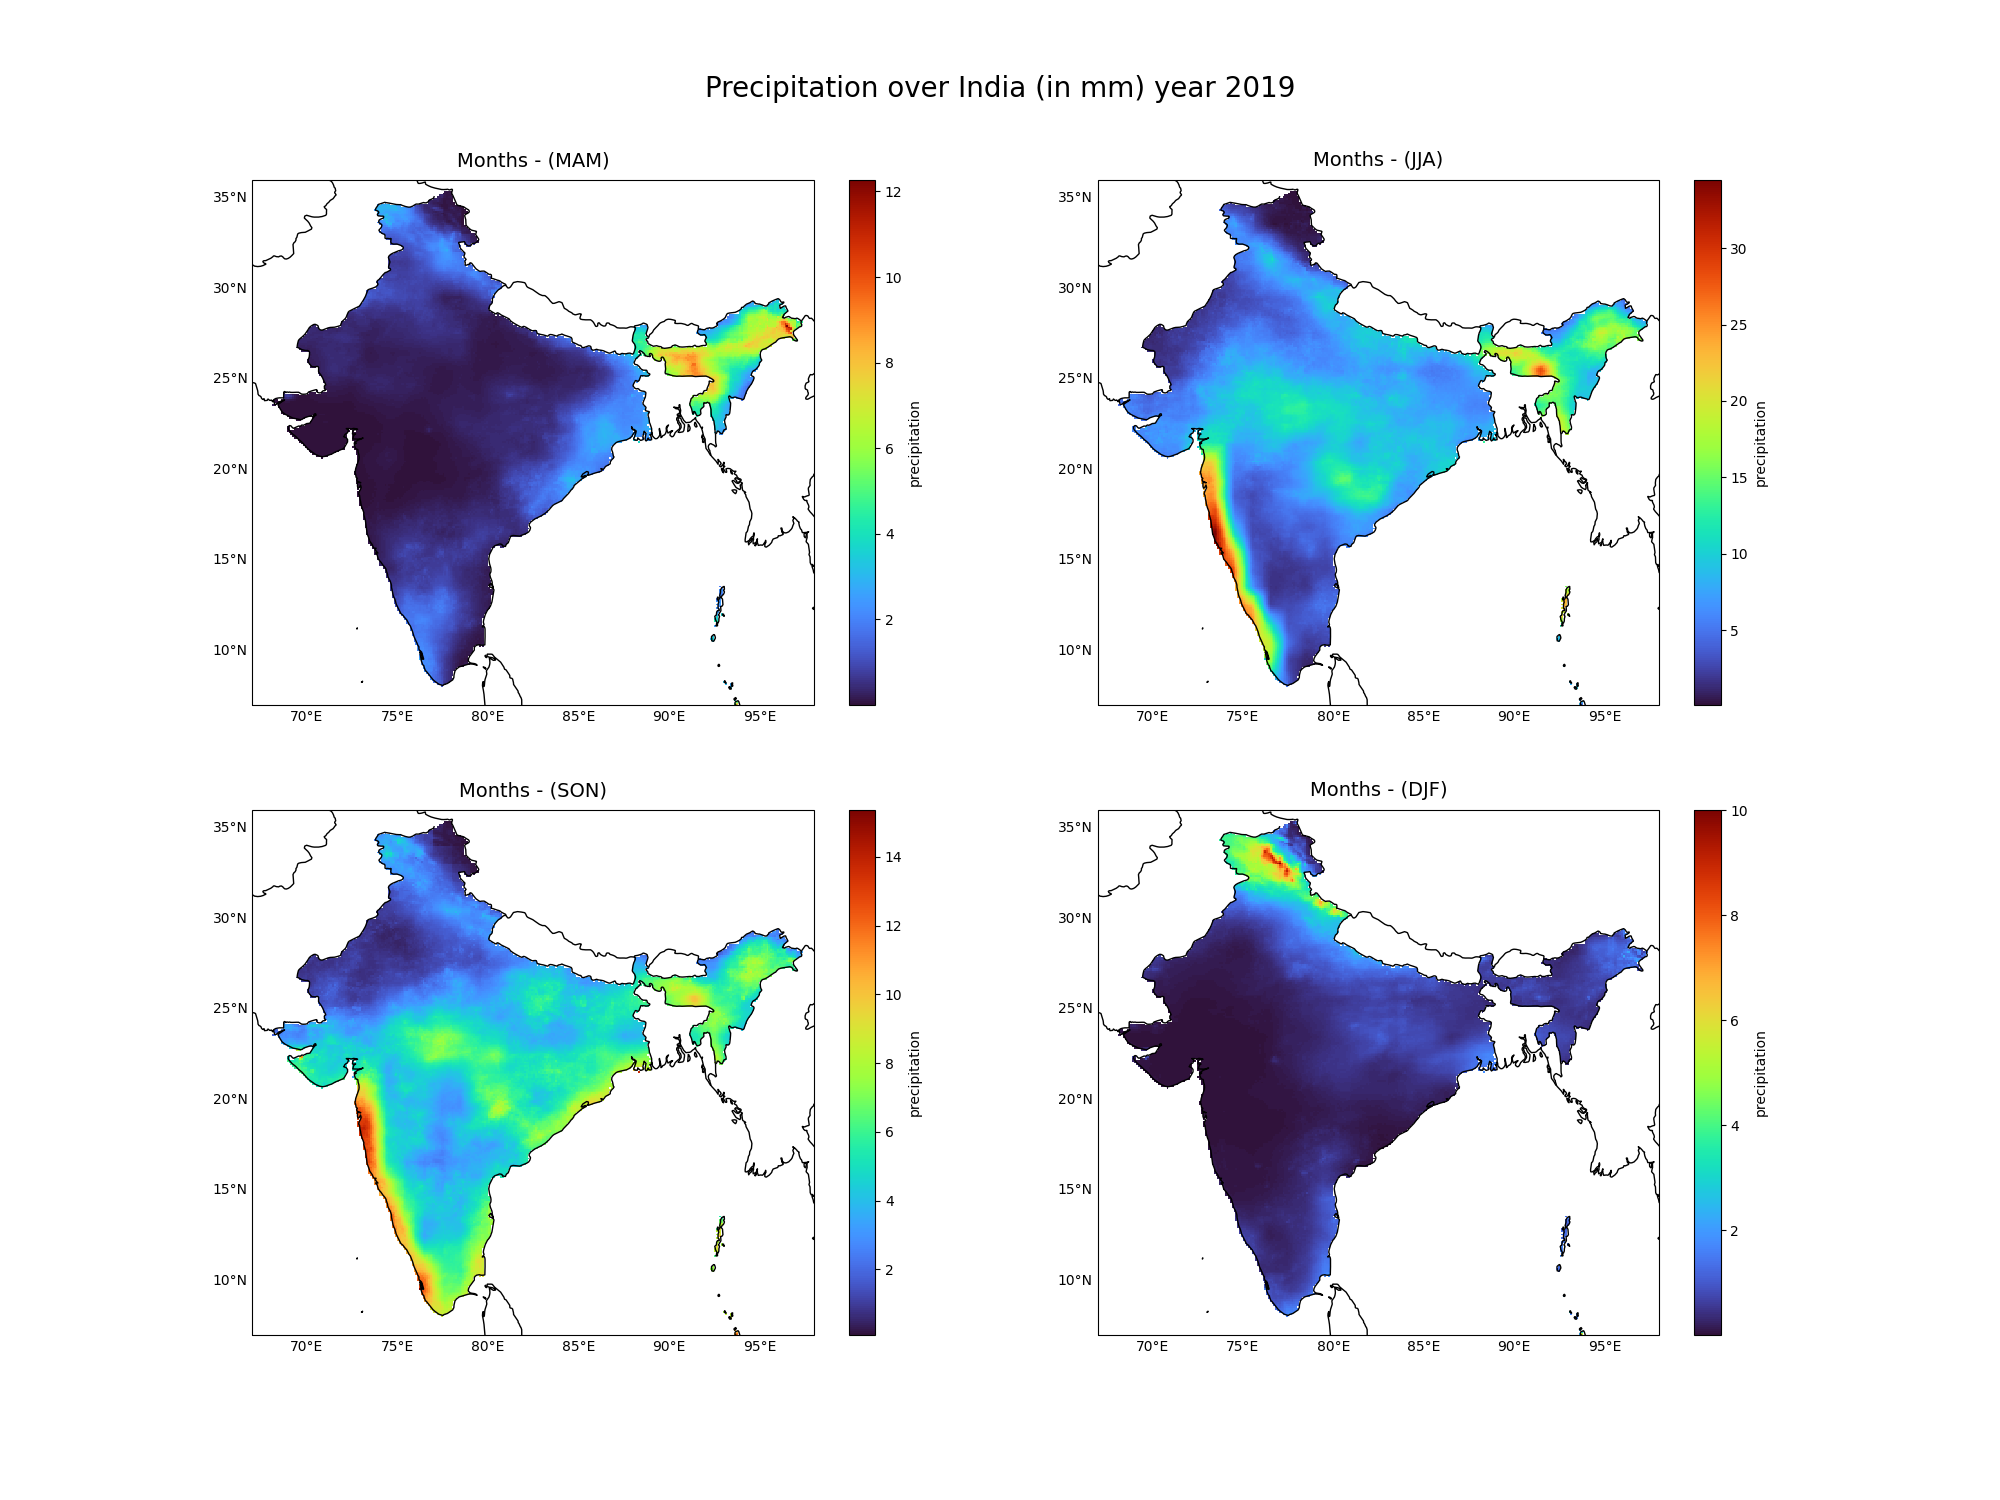 Precipitation over India (in mm) year 2019
Months - (MAM)
35°N
30°N
25°N
20°N
15°N
10°N
70°E 75°E 80°E 85°E 90°E 95°E
12
10
8
6
4
2
precipitation
Months - (JJA)
35°N
30°N
25°N
20°N
15°N
10°N
70°E 75°E 80°E 85°E 90°E 95°E
30
25
20
15
10
5
precipitation
Months - (SON)
35°N
30°N
25°N
20°N
15°N
10°N
70°E 75°E 80°E 85°E 90°E 95°E
14
12
10
8
6
4
2
precipitation
Months - (DJF)
35°N
30°N
25°N
20°N
15°N
10°N
70°E 75°E 80°E 85°E 90°E 95°E
10
8
6
4
2
precipitation